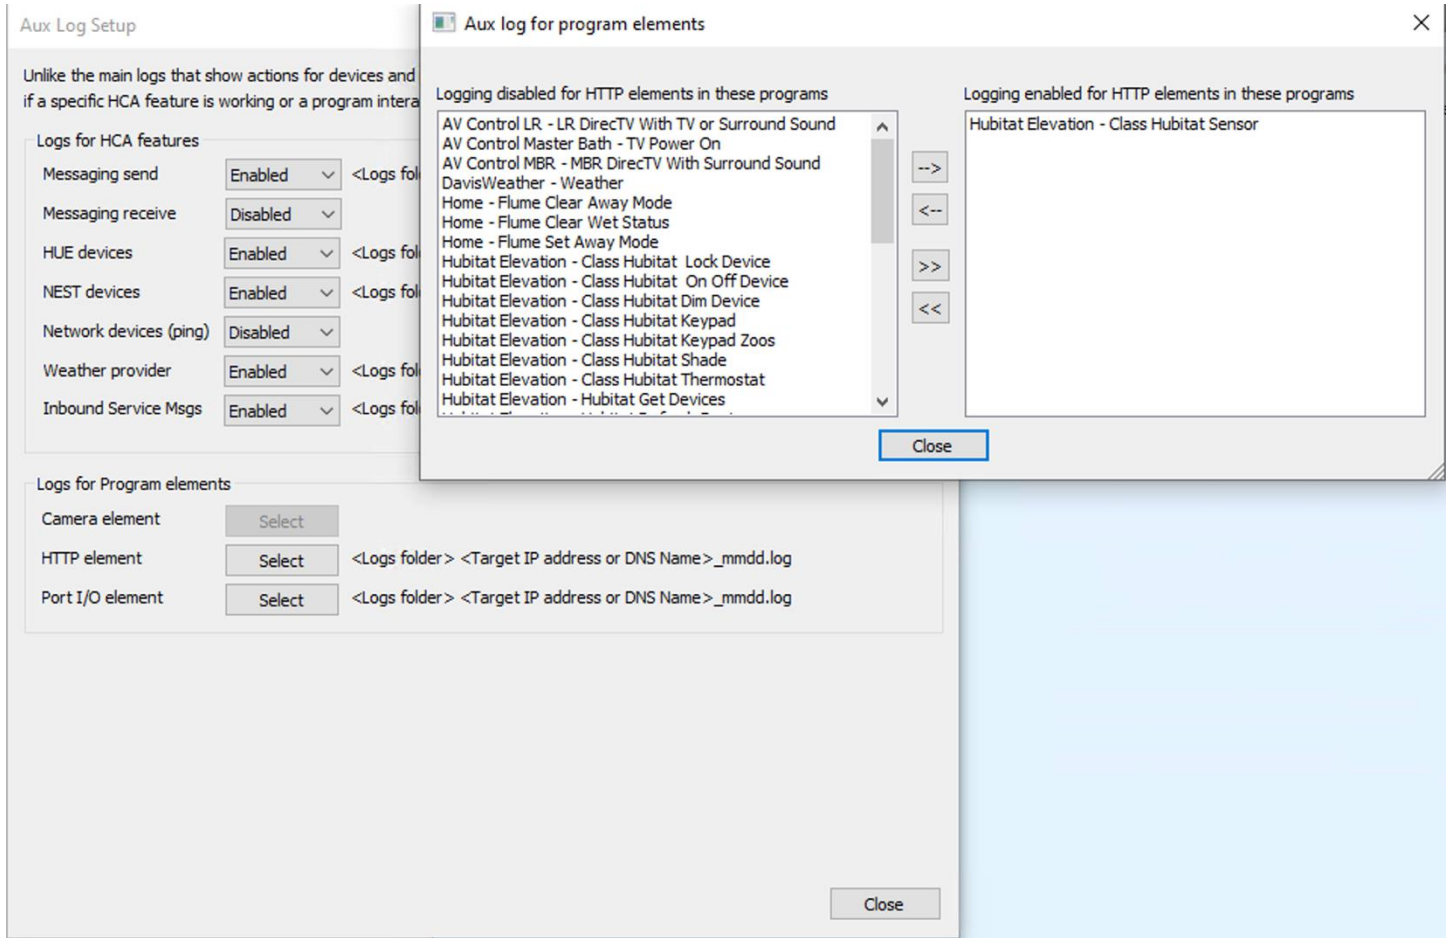 Aux Log Setup
Unlike the main logs that show actions for devices and
if a specific HCA feature is working or a program intera
Logs for HCA features
Messaging send Enabled <Logs fol
Messaging receive Disabled
HUE devices Enabled <Logs fol
NEST devices Enabled <Logs fol
Network devices (ping) Disabled
Weather provider Enabled <Logs fol
Inbound Service Msgs Enabled <Logs fol
Logs for Program elements
Camera element Select
HTTP element Select <Logs folder> <Target IP address or DNS Name>_mmdd.log
Port I/O element Select <Logs folder> <Target IP address or DNS Name>_mmdd.log
Close
Aux log for program elements
Logging disabled for HTTP elements in these programs
AV Control LR - LR DirecTV With TV or Surround Sound
AV Control Master Bath - TV Power On
AV Control MBR - MBR DirecTV With Surround Sound
DavisWeather - Weather
Home - Flume Clear Away Mode
Home - Flume Clear Wet Status
Home - Flume Set Away Mode
Hubitat Elevation - Class Hubitat  Lock Device
Hubitat Elevation - Class Hubitat  On Off Device
Hubitat Elevation - Class Hubitat Dim Device
Hubitat Elevation - Class Hubitat Keypad
Hubitat Elevation - Class Hubitat Keypad Zoos
Hubitat Elevation - Class Hubitat Shade
Hubitat Elevation - Class Hubitat Thermostat
Hubitat Elevation - Hubitat Get Devices
-->
<--
>>
<<
Logging enabled for HTTP elements in these programs
Hubitat Elevation - Class Hubitat Sensor
Close